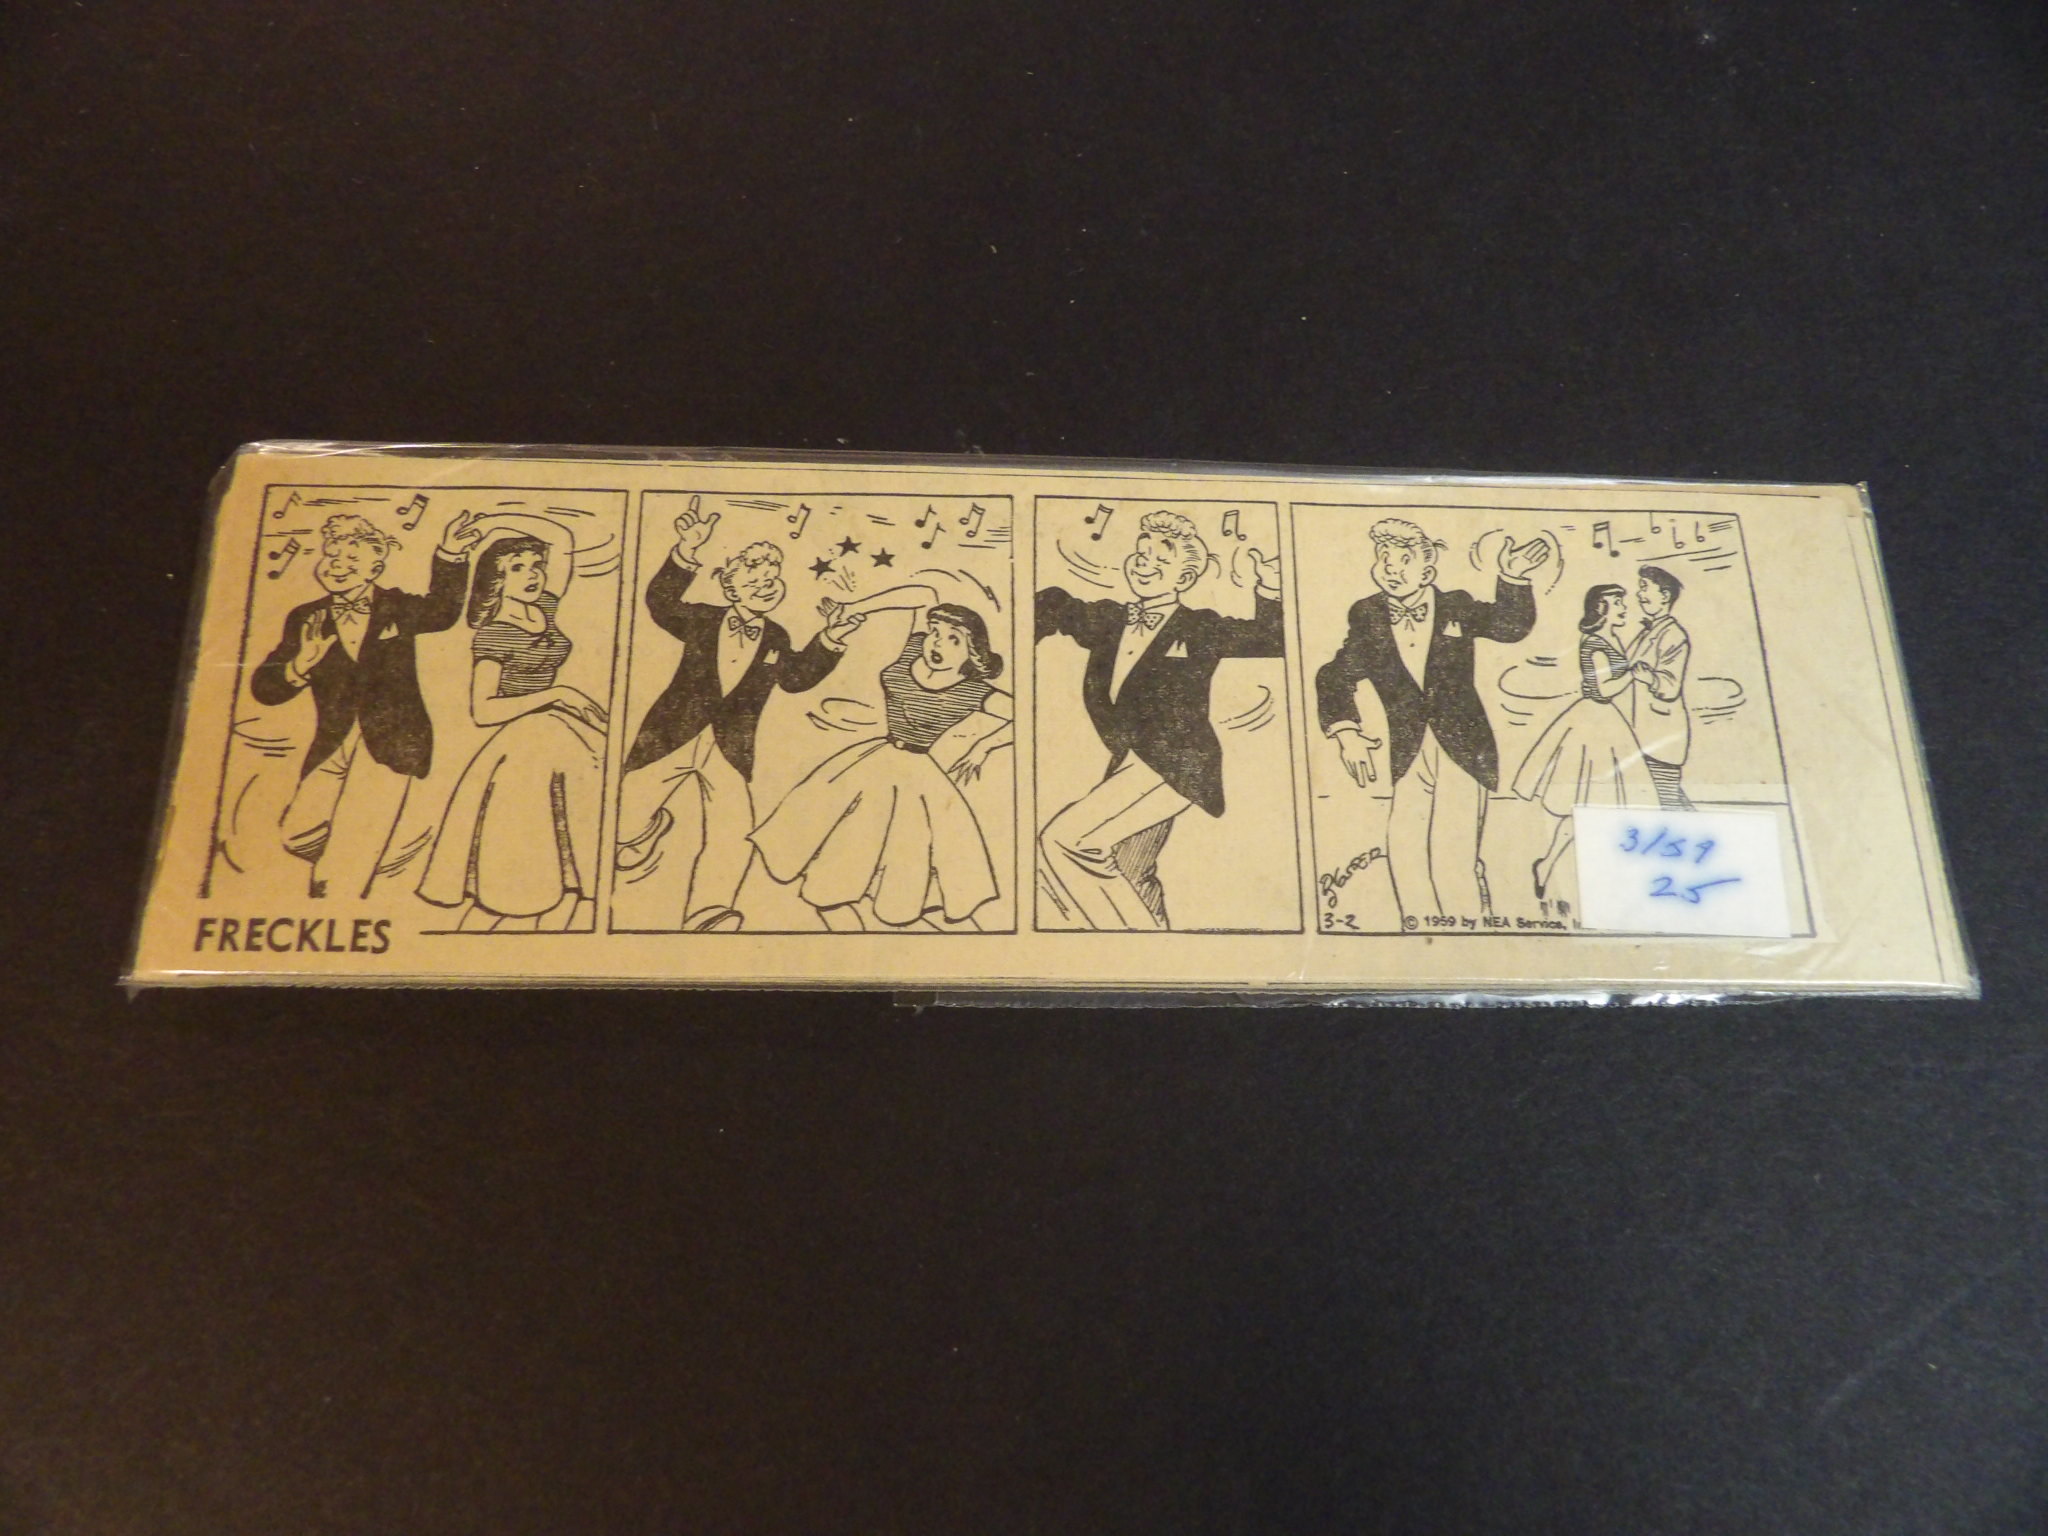 FRECKLES
3-2
© 1959 by NEA Service, I
3/59
25